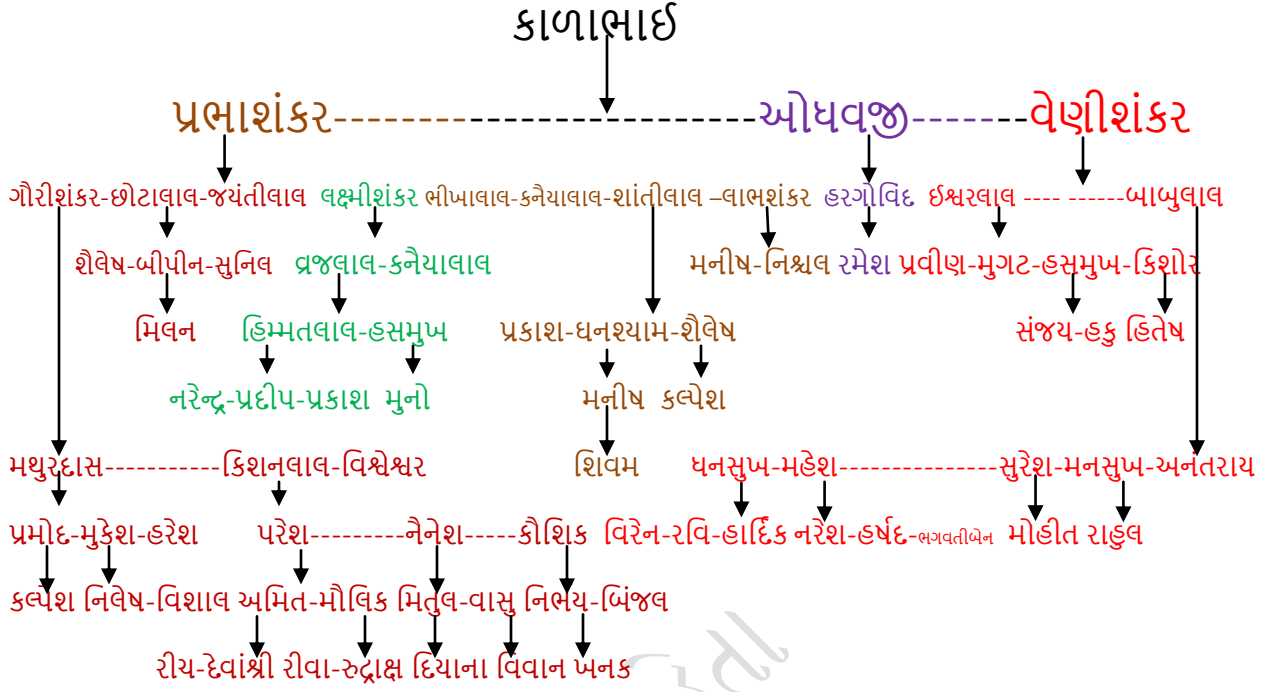 કાળાભાઈ
પ્રભાશંકર----------------------------ઓધવજી--------વેણીશંકર
ગૌરીશંકર-છોટાલાલ-જયંતીલાલ લક્ષ્મીશંકર ભીખાલાલ-કનૈયાલાલ-શાંતીલાલ –લાભશંકર હરગોવિંદ ઈશ્વરલાલ ---- ------બાબુલાલ
શૈલેષ-બીપીન-સુનિલ વ્રજલાલ-કનૈયાલાલ મનીષ-નિશ્ચલ રમેશ પ્રવીણ-મુગટ-હસમુખ-કિશોર
મિલન હિમ્મતલાલ-હસમુખ પ્રકાશ-ઘનશ્યામ-શૈલેષ સંજય-હકુ હિતેષ
નરેન્દ્ર-પ્રદીપ-પ્રકાશ મુનો મનીષ કલ્પેશ
મથુરદાસ-----------કિશનલાલ-વિશ્વેશ્વર શિવમ ધનસુખ-મહેશ---------------સુરેશ-મનસુખ-અનંતરાય
પ્રમોદ-મુકેશ-હરેશ પરેશ---------નૈનેશ-----કૌશિક વિરેન-રવિ-હાર્દિક નરેશ-હર્ષદ-ભગવતીબેન મોહીત રાહુલ
કલ્પેશ નિલેષ-વિશાલ અમિત-મૌલિક મિતુલ-વાસુ નિર્ભય-બિંજલ
રીચ-દેવાંશ્રી રીવા-રુદ્રાક્ષ દિયાના વિવાન ખનક